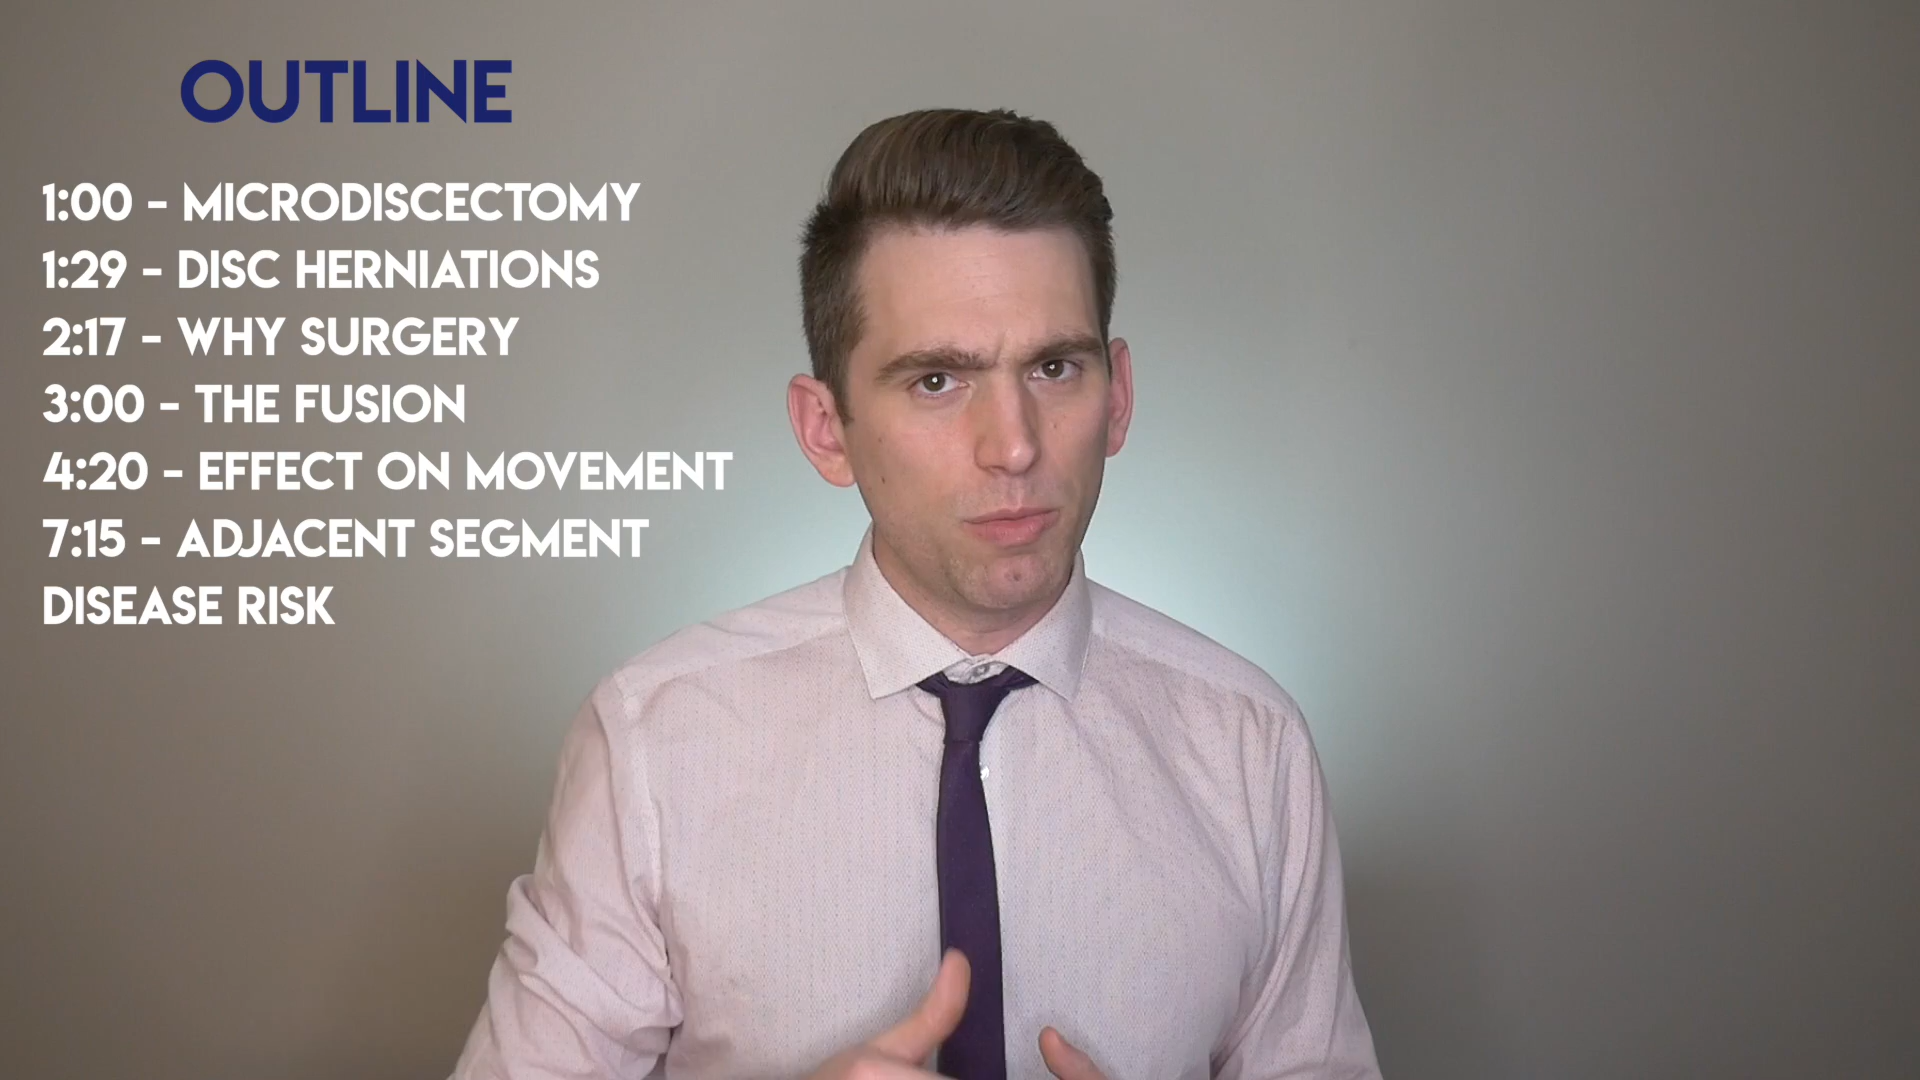 OUTLINE
1:00 - MICRODISCECTOMY
1:29 - DISC HERNIATIONS
2:17 - WHY SURGERY
3:00 - THE FUSION
4:20 - EFFECT ON MOVEMENT
7:15 - ADJACENT SEGMENT
DISEASE RISK